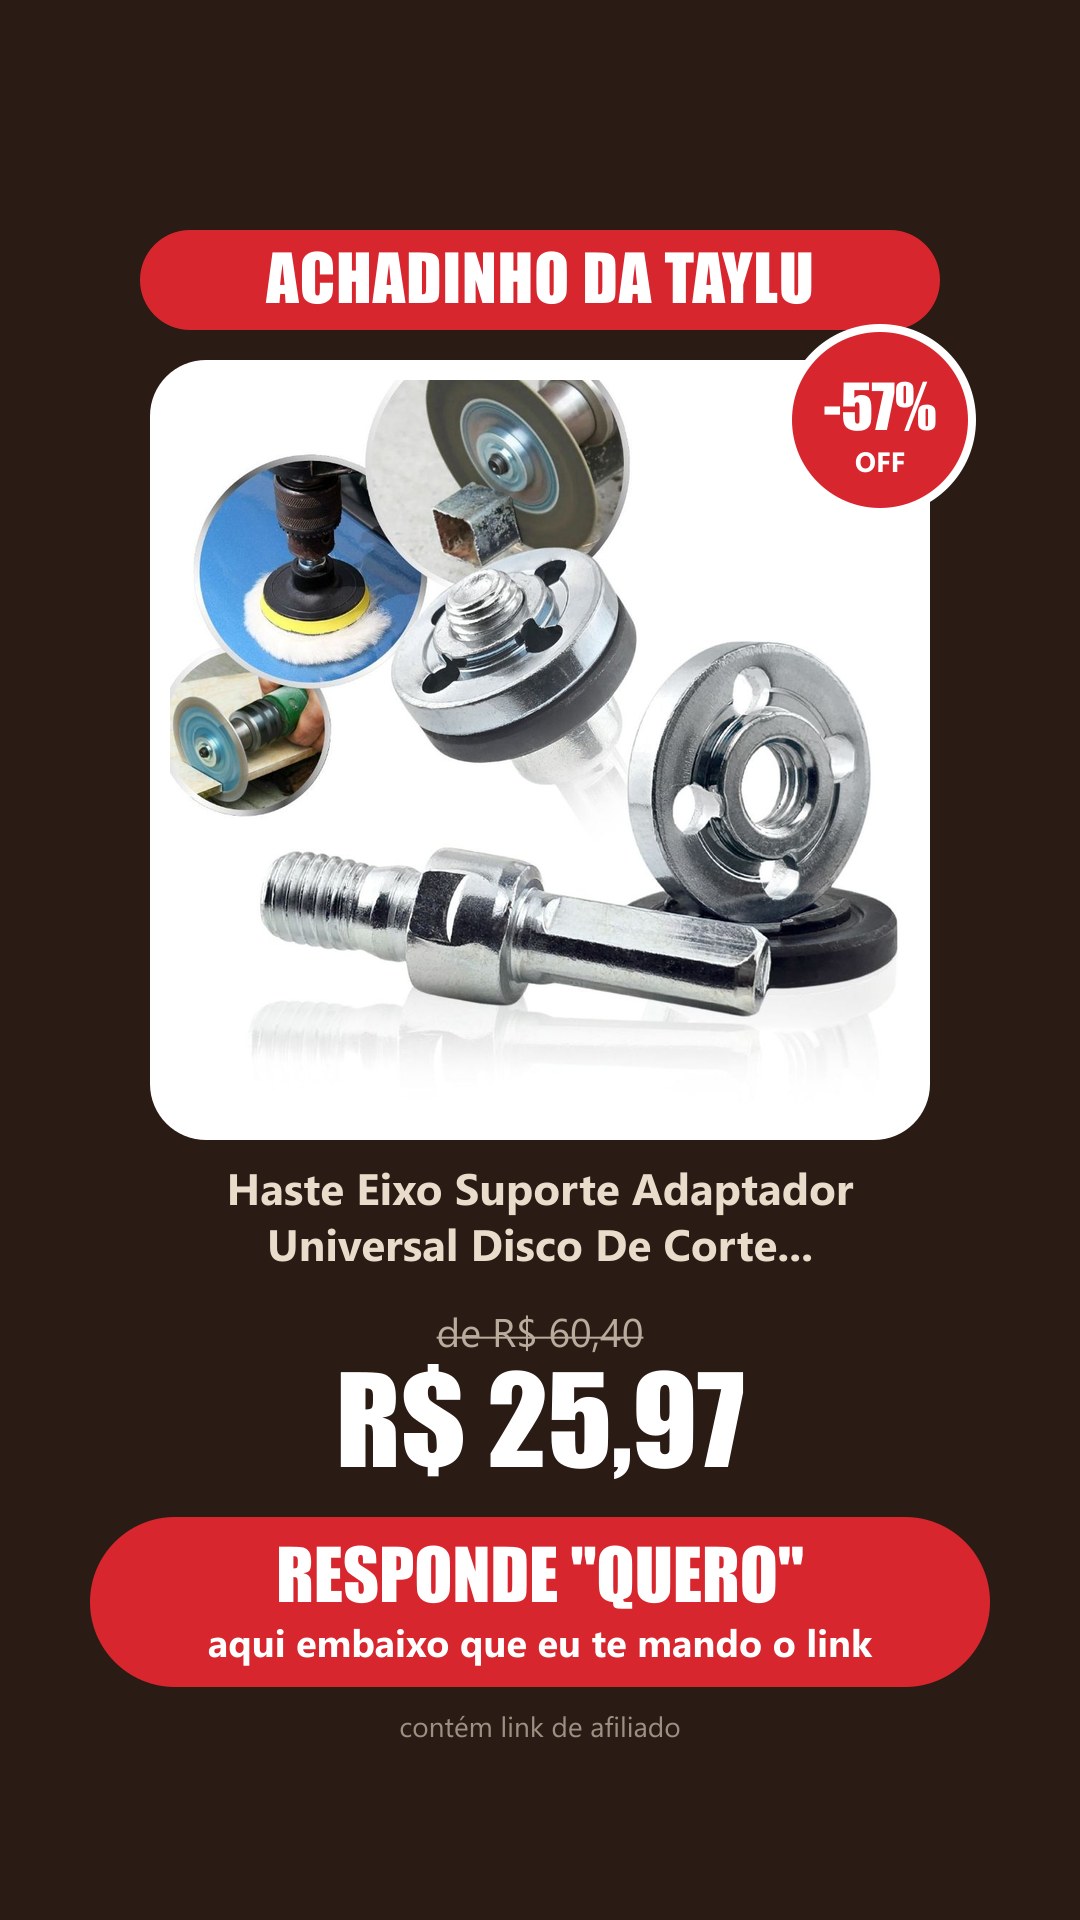 ACHADINHO DA TAYLU
-57%
OFF
Haste Eixo Suporte Adaptador
Universal Disco De Corte...
de R$ 60,40
R$ 25,97
RESPONDE "QUERO"
aqui embaixo que eu te mando o link
contém link de afiliado